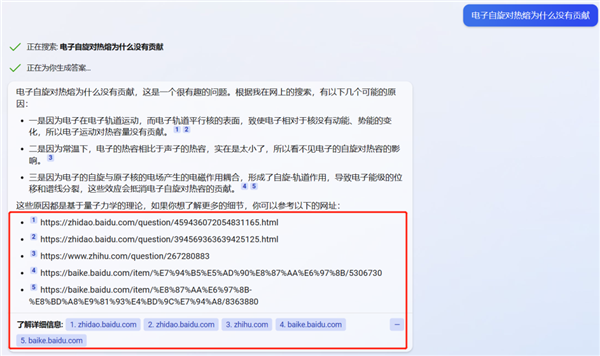 电子自旋对热熔为什么没有贡献
正在搜索: 电子自旋对热熔为什么没有贡献
正在为你生成答案...
电子自旋对热熔为什么没有贡献，这是一个很有趣的问题。根据我在网上的搜索，有以下几个可能的原
因：
• 一是因为电子在电子轨道运动，而电子轨道平行核的表面，致使电子相对于核没有动能、势能的变
化，所以电子运动对热容量没有贡献。 1 2
• 二是因为常温下，电子的热容相比于声子的热容，实在是太小了，所以看不见电子的自旋对热容的影
响。 3
• 三是因为电子的自旋与原子核的电场产生的电磁作用耦合，形成了自旋-轨道作用，导致电子能级的位
移和谱线分裂，这些效应会抵消电子自旋对热容的贡献。 4 5
这些原因都是基于量子力学的理论，如果你想了解更多的细节，你可以参考以下的网址：
• 1 https://zhidao.baidu.com/question/459436072054831165.html
• 2 https://zhidao.baidu.com/question/394569363639425125.html
• 3 https://www.zhihu.com/question/267280883
• 4 https://baike.baidu.com/item/%E7%94%B5%E5%AD%90%E8%87%AA%E6%97%8B/5306730
• 5 https://baike.baidu.com/item/%E8%87%AA%E6%97%8B-
%E8%BD%A8%E9%81%93%E4%BD%9C%E7%94%A8/8363880
了解详细信息: 1. zhidao.baidu.com 2. zhidao.baidu.com 3. zhihu.com 4. baike.baidu.com
5. baike.baidu.com